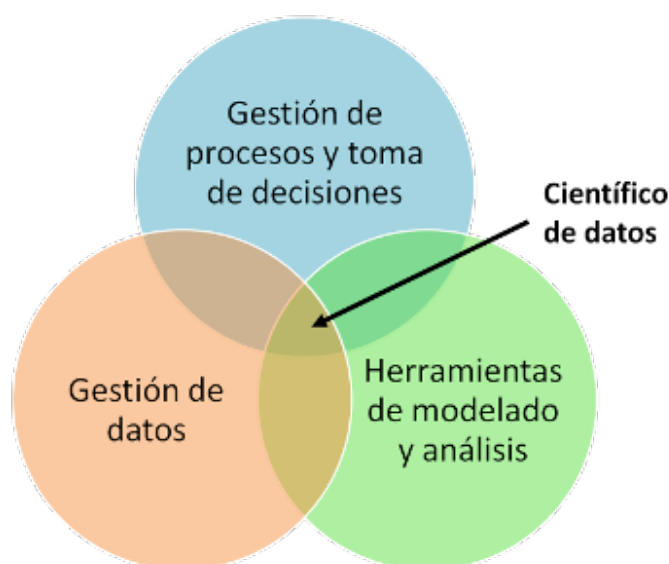 Gestión de
procesos y toma
de decisiones
Científico
de datos
Gestión de
datos
Herramientas
de modelado
y análisis